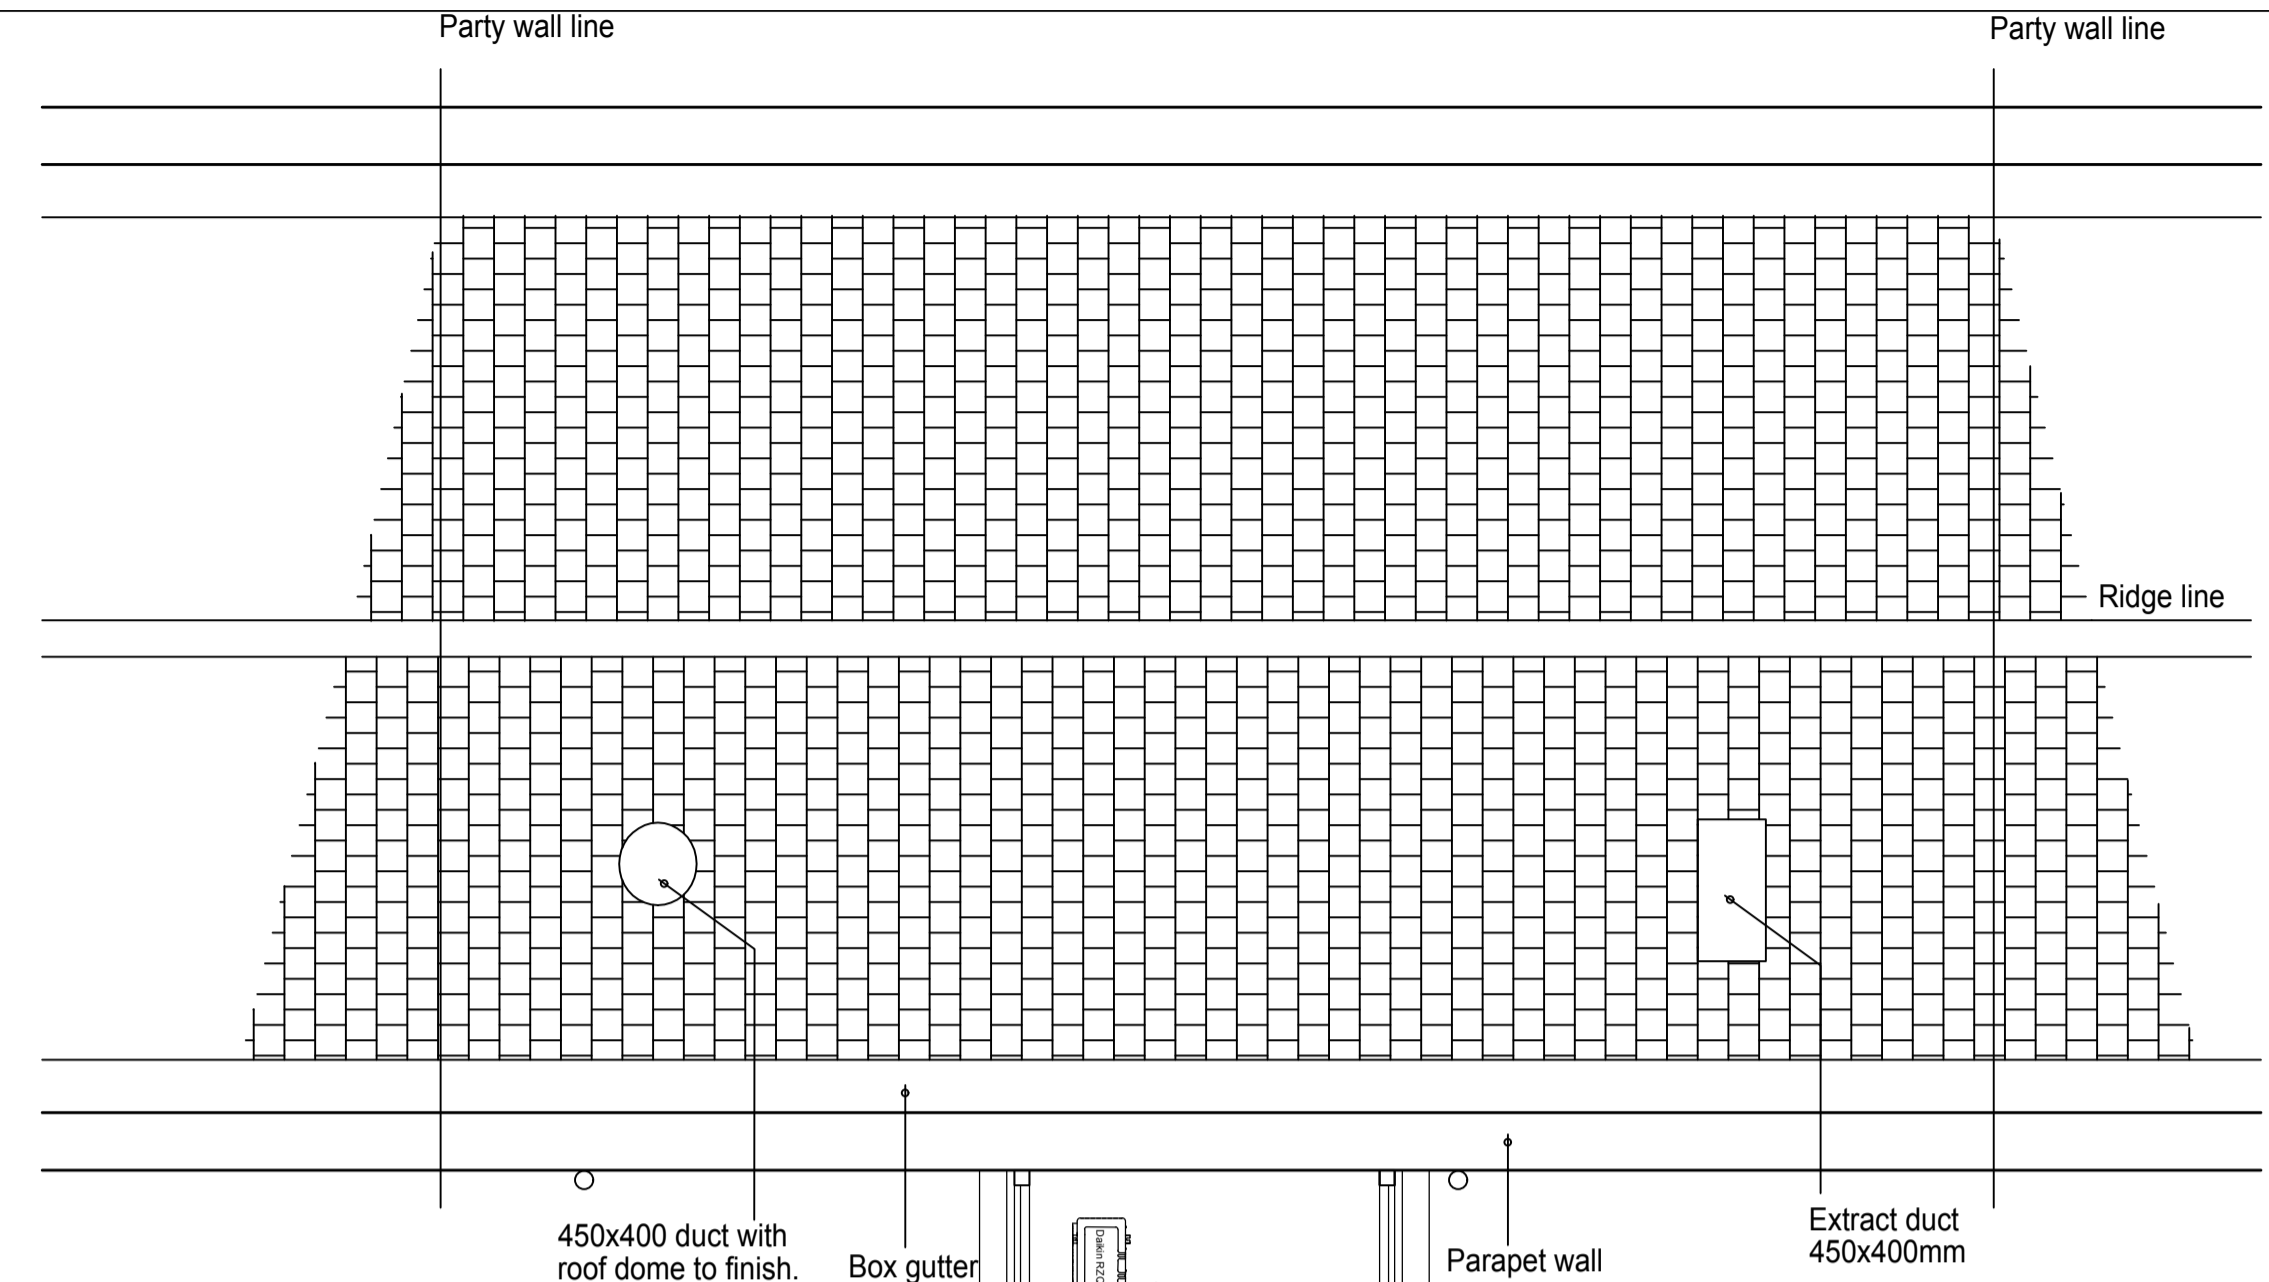 Party wall line
Party wall line
Ridge line
450x400 duct with
roof dome to finish.
Box gutter
Daikin RZQ
Parapet wall
Extract duct
450x400mm